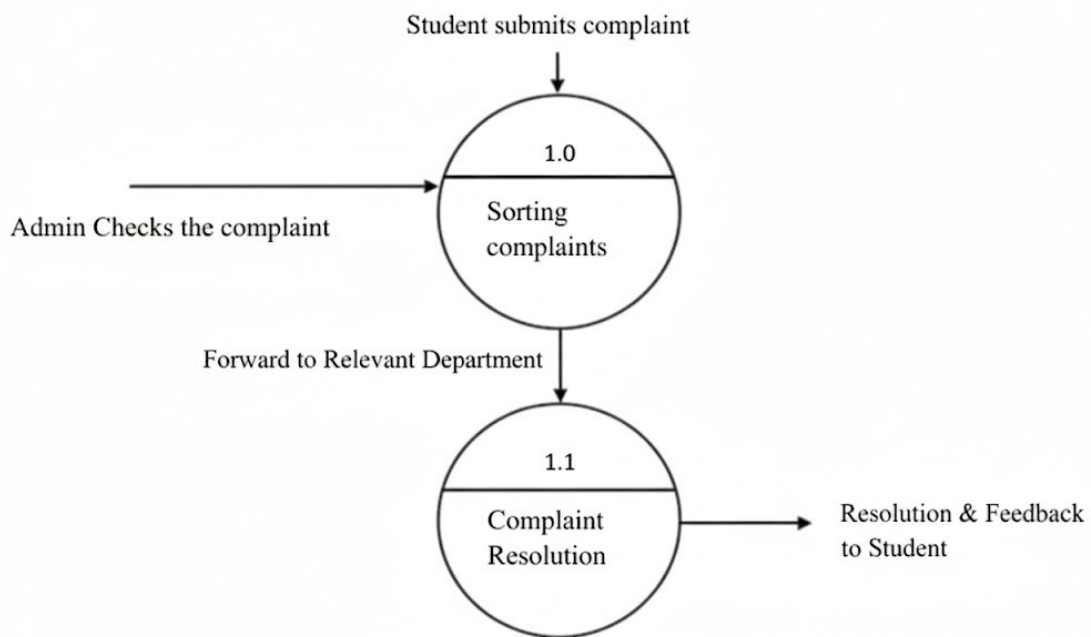 Student submits complaint
1.0
Sorting
complaints
Admin Checks the complaint
Forward to Relevant Department
1.1
Complaint
Resolution
Resolution & Feedback
to Student